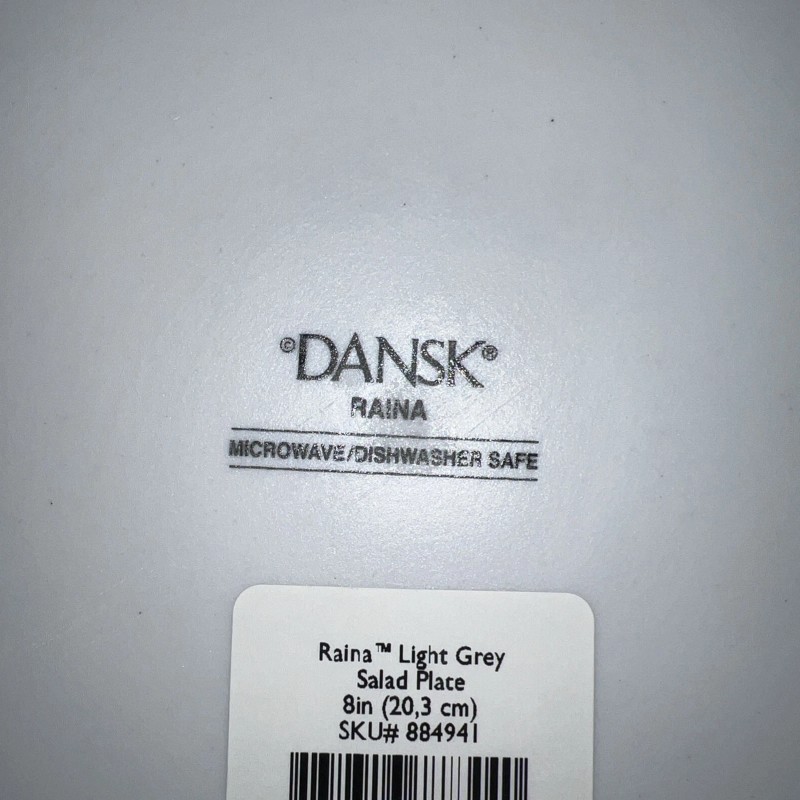 ©DANSK®
RAINA
MICROWAVE/DISHWASHER SAFE
Raina™ Light Grey
Salad Plate
8in (20,3 cm)
SKU# 884941